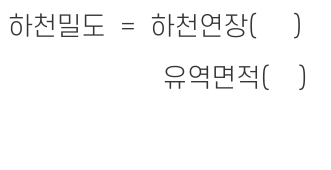 하천밀도 = 하천연장( )
유역면적( )